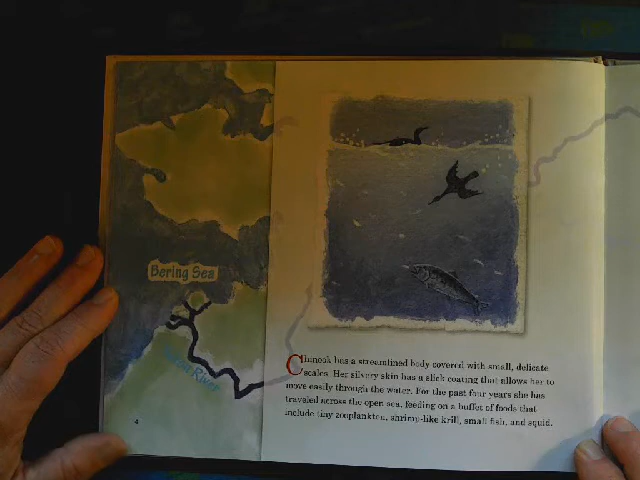 Bering Sea
River
Chinook has a streamlined body covered with small, delicate
scales. Her silvery skin has a slick coating that allows her to
move easily through the water. For the past four years she has
traveled across the open sea, feeding on a buffet of foods that
include tiny zooplankton, shrimp-like krill, small fish, and squid.
4